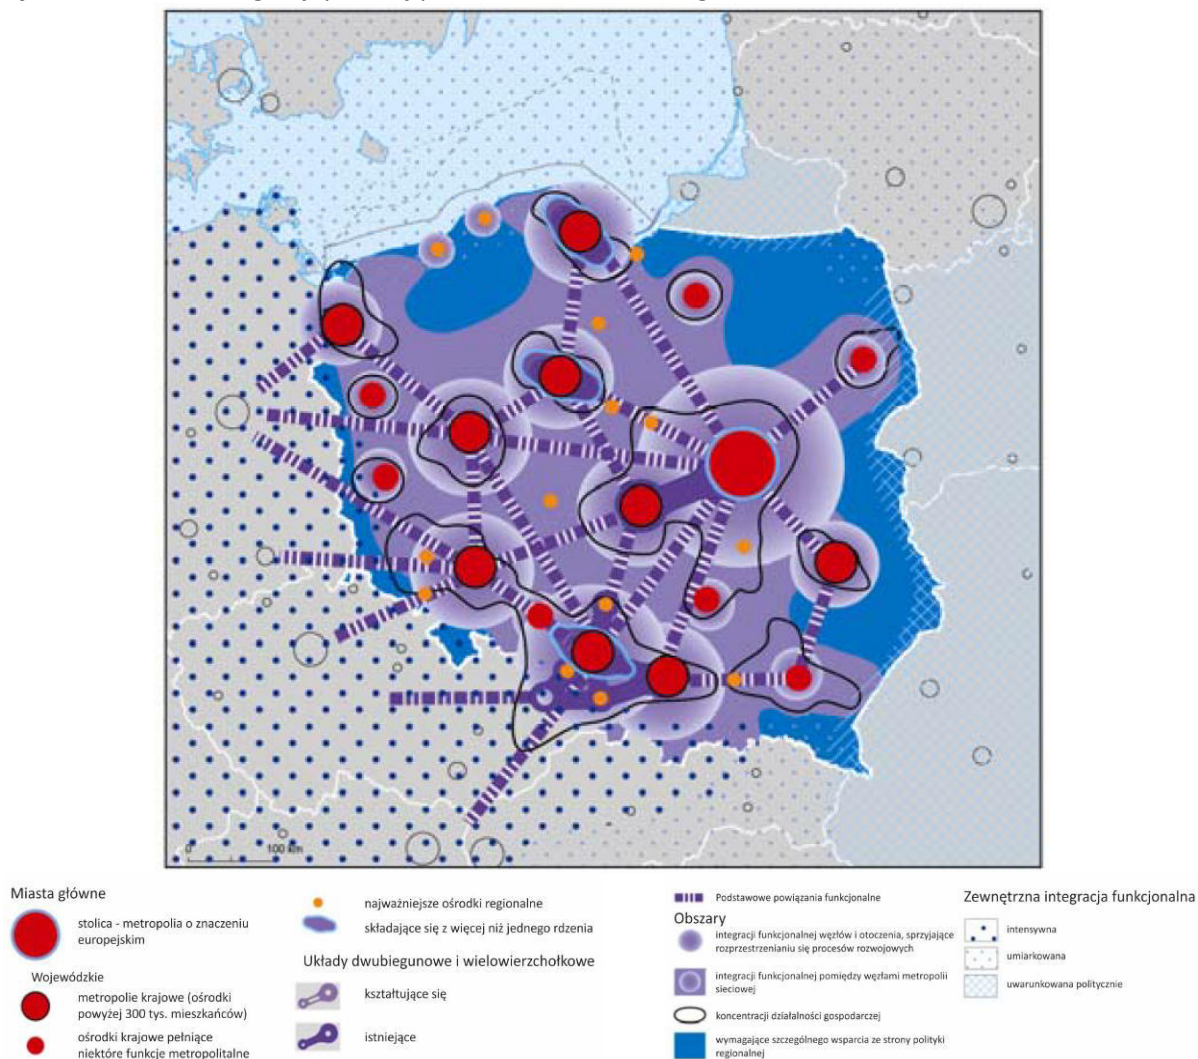 0
100 km
Miasta główne
stolica - metropolia o znaczeniu
europejskim
Wojewódzkie
metropolie krajowe (ośrodki
powyżej 300 tys. mieszkańców)
ośrodki krajowe pełniące
niektóre funkcje metropolitalne
najważniejsze ośrodki regionalne
składające się z więcej niż jednego rdzenia
Układy dwubiegunowe i wielowierzchołkowe
kształtujące się
istniejące
Podstawowe powiązania funkcjonalne
Obszary
integracji funkcjonalnej węzłów i otoczenia, sprzyjające
rozprzestrzenianiu się procesów rozwojowych
integracji funkcjonalnej pomiędzy węzłami metropolii
sieciowej
koncentracji działalności gospodarczej
wymagające szczególnego wsparcia ze strony polityki
regionalnej
Zewnętrzna integracja funkcjonalna
intensywna
umiarkowana
uwarunkowana politycznie